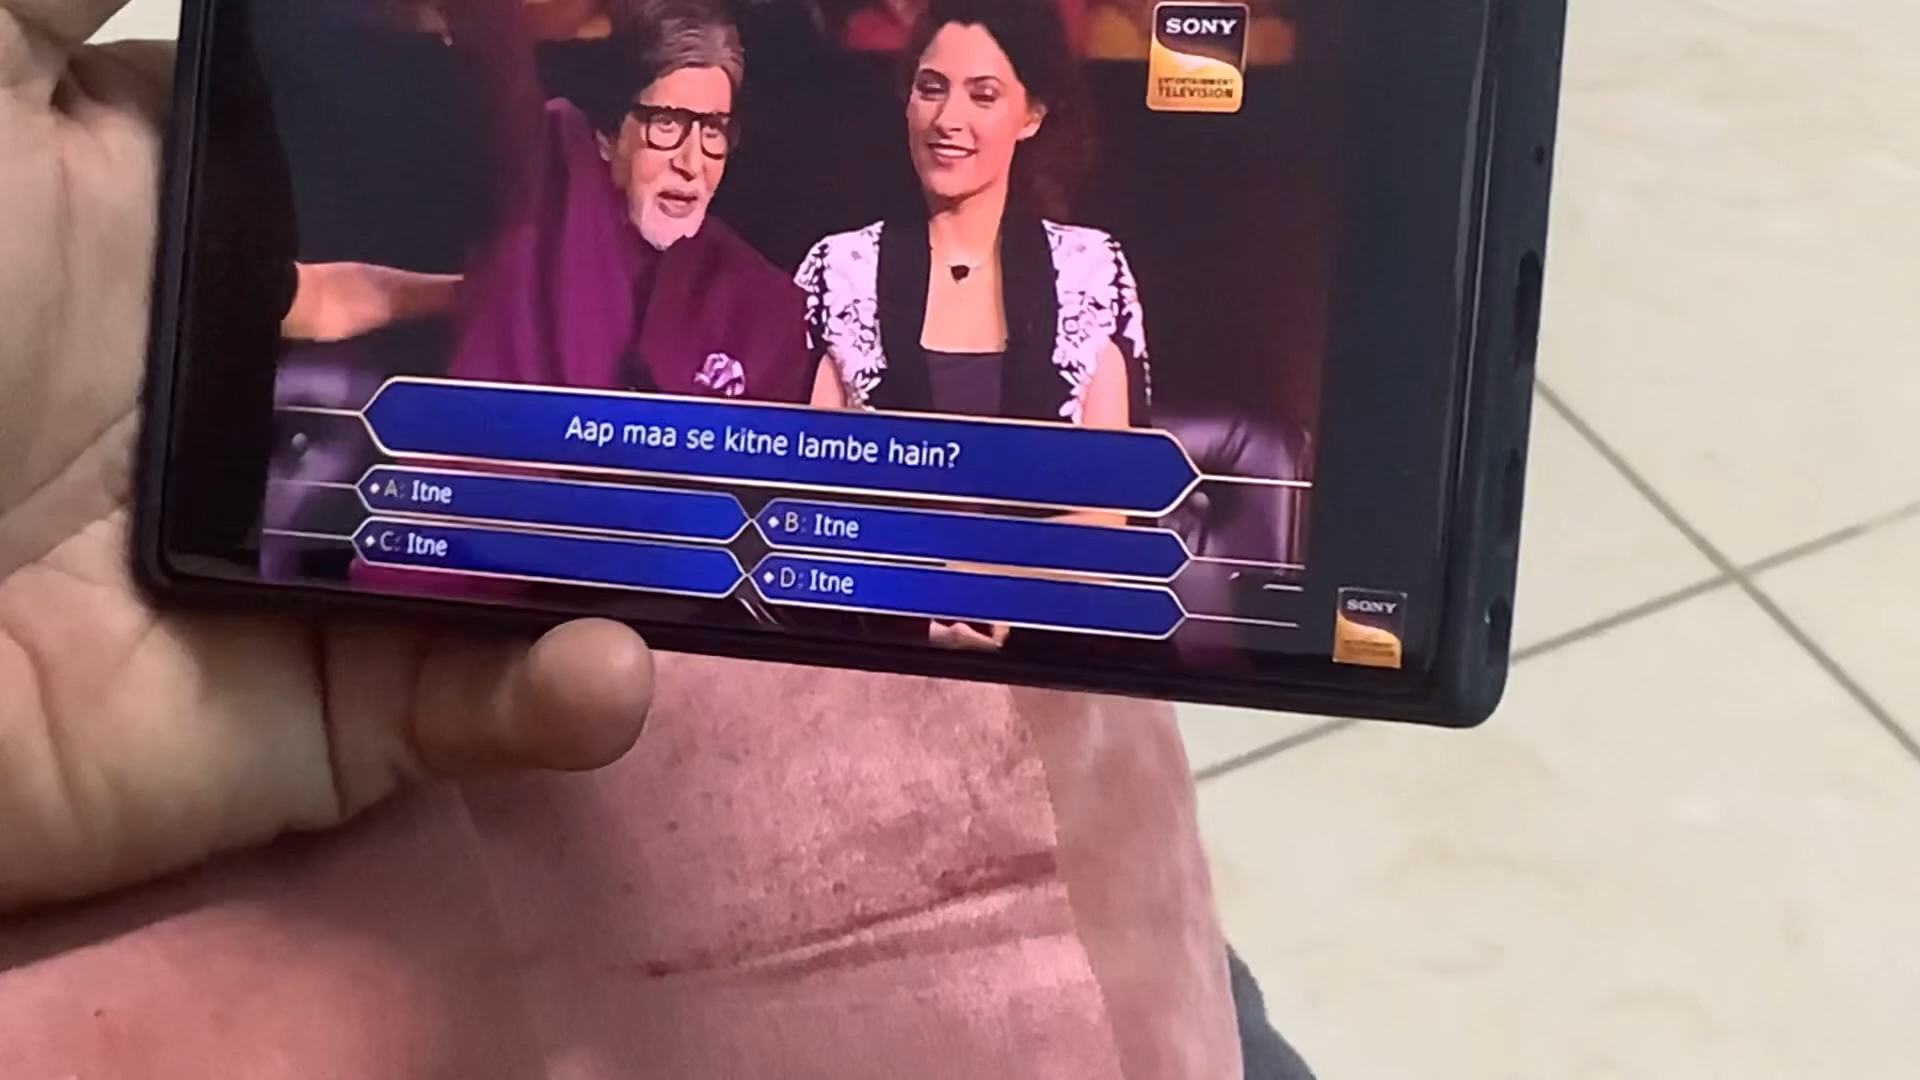 SONY
ENTERTAINMENT
TELEVISION
Aap maa se kitne lambe hain?
A: Itne
B: Itne
C: Itne
D: Itne
SONY